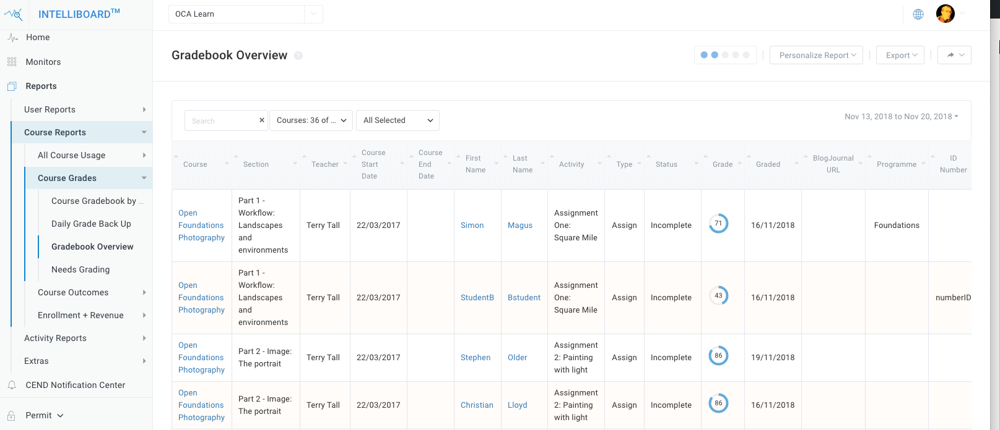 INTELLIBOARD™
Home
Monitors
Reports
User Reports
Course Reports
All Course Usage
Course Grades
Course Gradebook by ...
Daily Grade Back Up
Gradebook Overview
Needs Grading
Course Outcomes
Enrollment + Revenue
Activity Reports
Extras
CEND Notification Center
Permit
OCA Learn
Gradebook Overview ?
Personalize Report
Export
Search ×
Courses: 36 of ...
All Selected
Nov 13, 2018 to Nov 20, 2018
Course
Section
Teacher
Course
Start
Date
Course
End
Date
First
Name
Last
Name
Activity
Type
Status
Grade
Graded
BlogJournal
URL
Programme
ID
Number
Open
Foundations
Photography
Part 1 -
Workflow:
Landscapes
and
environments
Terry Tall
22/03/2017
Simon
Magus
Assignment
One:
Square Mile
Assign
Incomplete
71
16/11/2018
Foundations
Open
Foundations
Photography
Part 1 -
Workflow:
Landscapes
and
environments
Terry Tall
22/03/2017
StudentB
Bstudent
Assignment
One:
Square Mile
Assign
Incomplete
43
16/11/2018
numberID
Open
Foundations
Photography
Part 2 - Image:
The portrait
Terry Tall
22/03/2017
Stephen
Older
Assignment
2: Painting
with light
Assign
Incomplete
86
19/11/2018
Open
Foundations
Photography
Part 2 - Image:
The portrait
Terry Tall
22/03/2017
Christian
Lloyd
Assignment
2: Painting
with light
Assign
Incomplete
86
16/11/2018